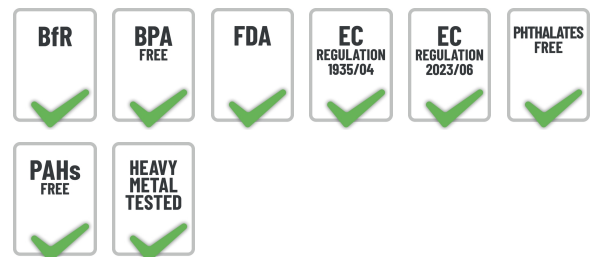 BfR
BPA
FREE
FDA
EC
REGULATION
1935/04
EC
REGULATION
2023/06
PHTHALATES
FREE
PAHs
FREE
HEAVY
METAL
TESTED